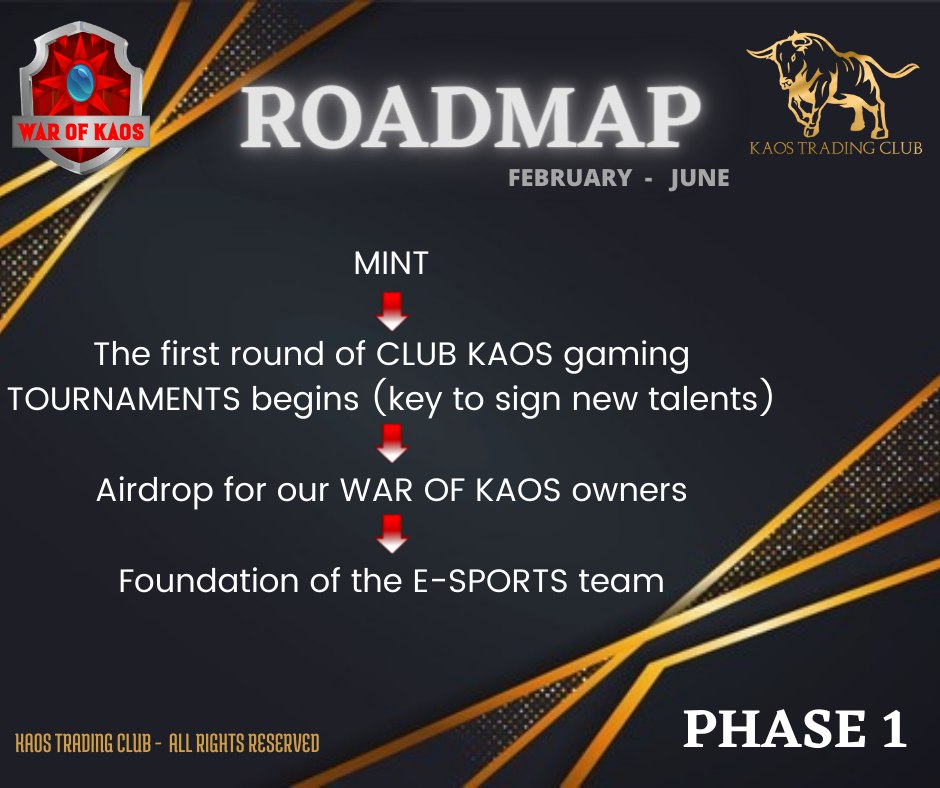 WAR OF KAOS
ROADMAP
KAOS TRADING CLUB
FEBRUARY - JUNE
MINT
The first round of CLUB KAOS gaming
TOURNAMENTS begins (key to sign new talents)
Airdrop for our WAR OF KAOS owners
Foundation of the E-SPORTS team
KAOS TRADING CLUB - ALL RIGHTS RESERVED
PHASE 1